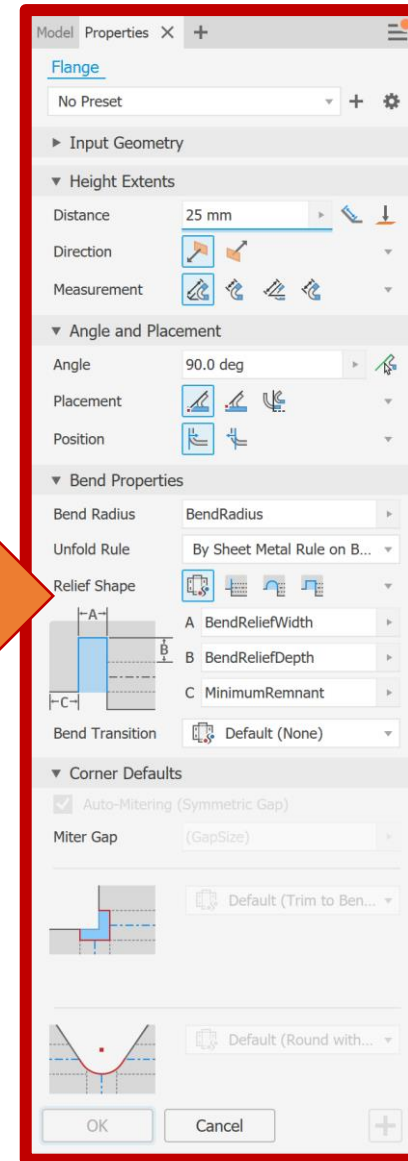 Model Properties
Flange
No Preset
Input Geometry
Height Extents
Distance 25 mm
Direction
Measurement
Angle and Placement
Angle 90.0 deg
Placement
Position
Bend Properties
Bend Radius BendRadius
Unfold Rule By Sheet Metal Rule on B...
Relief Shape
A
B
C
A BendReliefWidth
B BendReliefDepth
C MinimumRemnant
Bend Transition Default (None)
Corner Defaults
Auto-Mitering (Symmetric Gap)
Miter Gap (GapSize)
Default (Trim to Ben...
Default (Round with...
OK Cancel